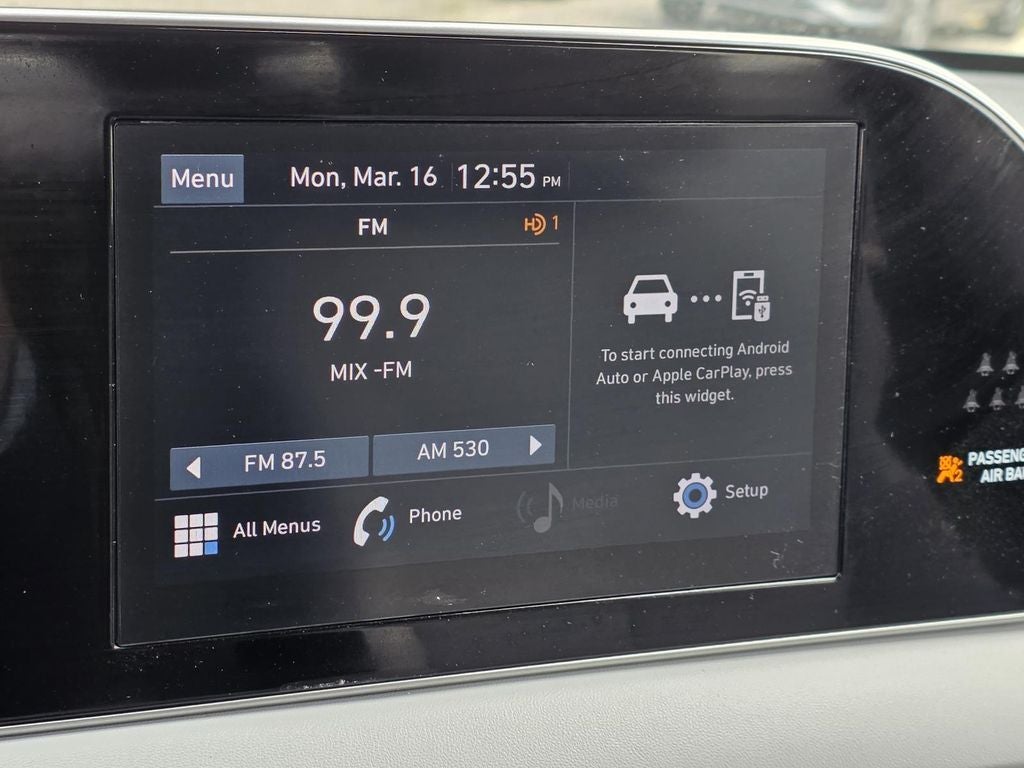 Menu Mon, Mar. 16 12:55 PM
FM HD 1
99.9
MIX -FM
To start connecting Android
Auto or Apple CarPlay, press
this widget.
FM 87.5 AM 530
All Menus Phone Media Setup
PASSENG
AIR BA